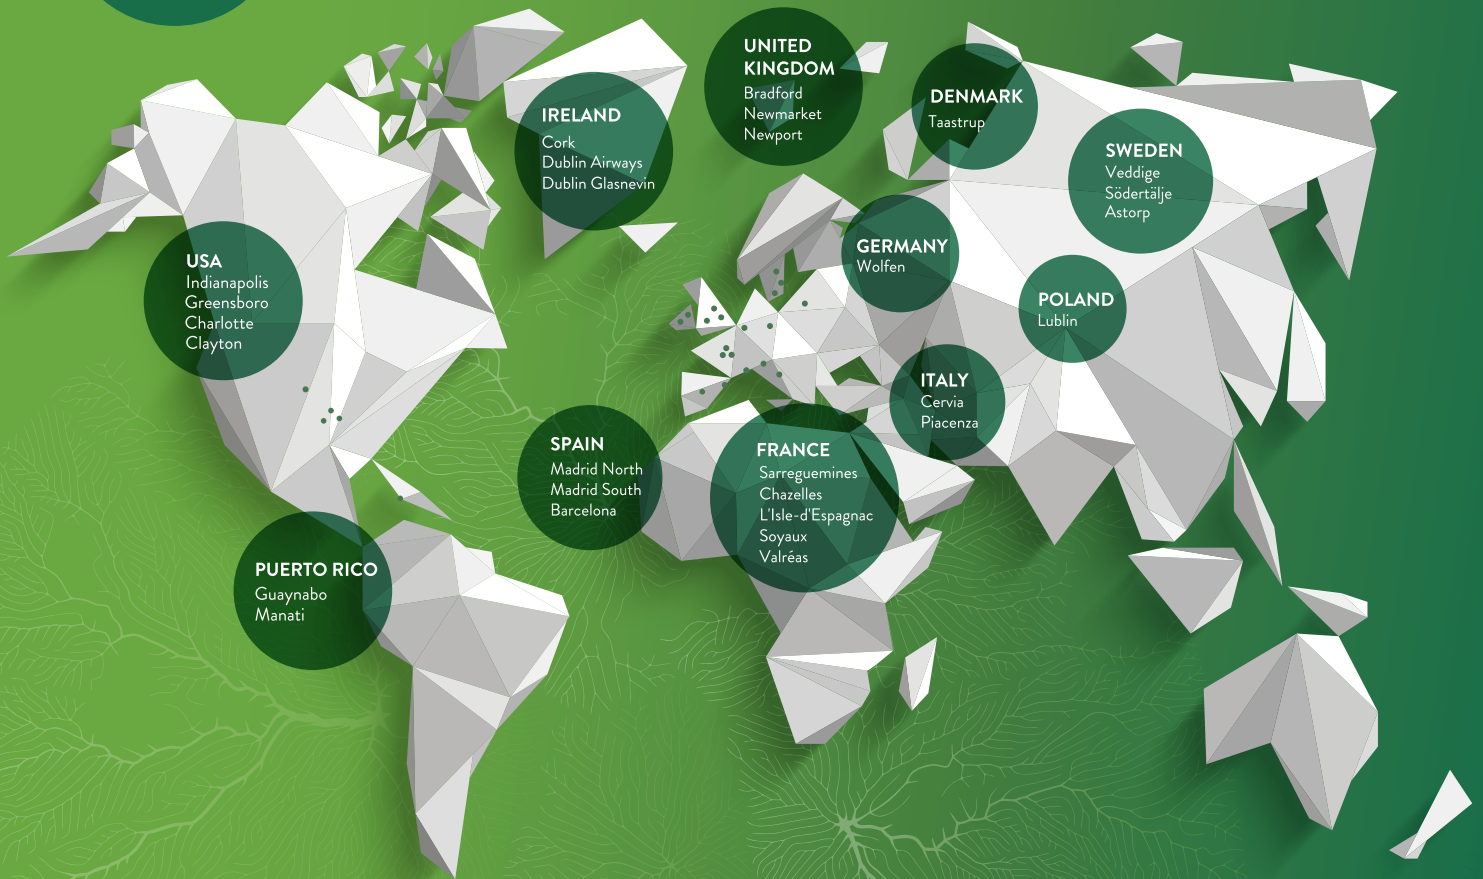 UNITED
KINGDOM
Bradford
Newmarket
Newport
DENMARK
Taastrup
IRELAND
Cork
Dublin Airways
Dublin Glasnevin
SWEDEN
Veddige
Södertälje
Astorp
USA
Indianapolis
Greensboro
Charlotte
Clayton
GERMANY
Wolfen
POLAND
Lublin
ITALY
Cervia
Piacenza
SPAIN
Madrid North
Madrid South
Barcelona
FRANCE
Sarreguemines
Chazelles
L'Isle-d'Espagnac
Soyaux
Valréas
PUERTO RICO
Guaynabo
Manati